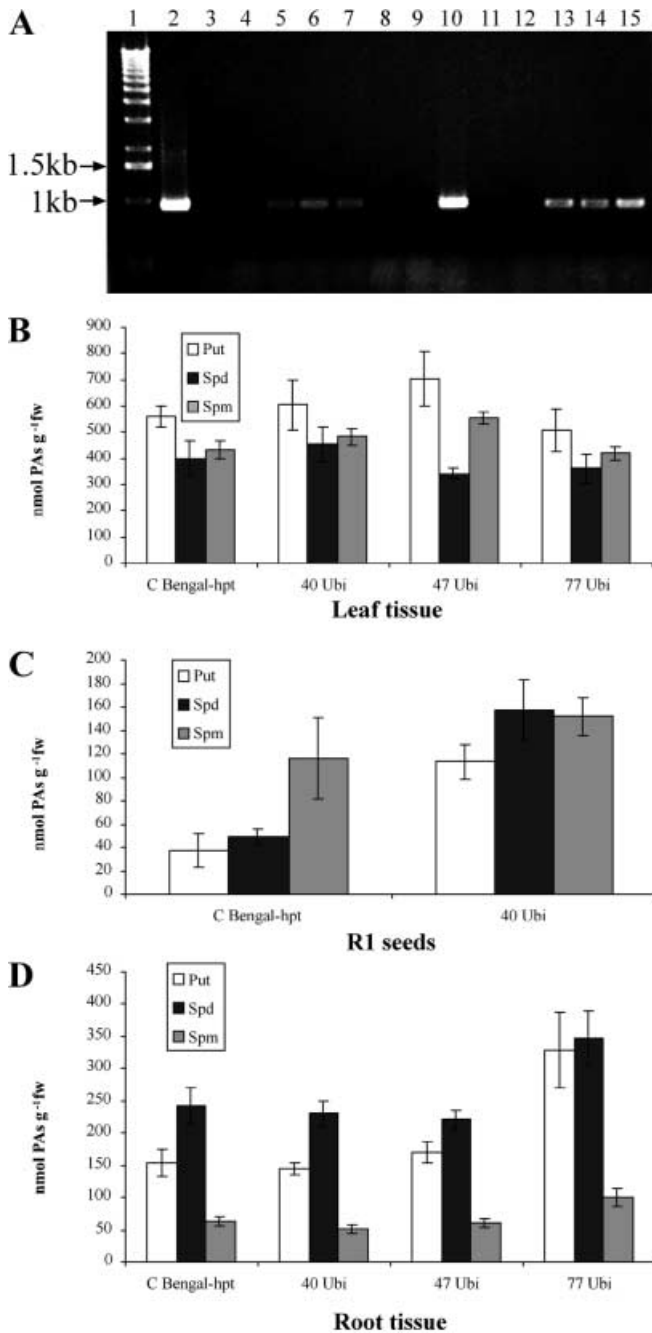 A
1 2 3 4 5 6 7 8 9 10 11 12 13 14 15
1.5kb
1kb
B
900
800
700
600
500
400
300
200
100
0
nmol PAs g⁻¹fw
Put
Spd
Spm
C Bengal-hpt 40 Ubi 47 Ubi 77 Ubi
Leaf tissue
C
200
180
160
140
120
100
80
60
40
20
0
nmol PAs g⁻¹fw
Put
Spd
Spm
C Bengal-hpt 40 Ubi
R1 seeds
D
450
400
350
300
250
200
150
100
50
0
nmol PAs g⁻¹fw
Put
Spd
Spm
C Bengal-hpt 40 Ubi 47 Ubi 77 Ubi
Root tissue